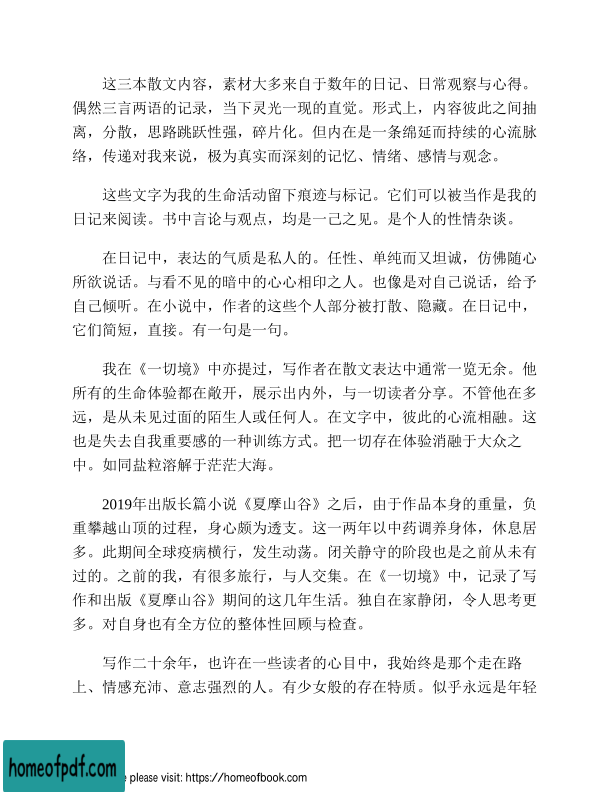 这三本散文内容，素材大多来自于数年的日记、日常观察与心得。
偶然三言两语的记录，当下灵光一现的直觉。形式上，内容彼此之间抽
离，分散，思路跳跃性强，碎片化。但内在是一条绵延而持续的心流脉
络，传递对我来说，极为真实而深刻的记忆、情绪、感情与观念。
这些文字为我的生命活动留下痕迹与标记。它们可以被当作是我的
日记来阅读。书中言论与观点，均是一己之见。是个人的性情杂谈。
在日记中，表达的气质是私人的。任性、单纯而又坦诚，仿佛随心
所欲说话。与看不见的暗中的心心相印之人。也像是对自己说话，给予
自己倾听。在小说中，作者的这些个人部分被打散、隐藏。在日记中，
它们简短，直接。有一句是一句。
我在《一切境》中亦提过，写作者在散文表达中通常一览无余。他
所有的生命体验都在敞开，展示出内外，与一切读者分享。不管他在多
远，是从未见过面的陌生人或任何人。在文字中，彼此的心流相融。这
也是失去自我重要感的一种训练方式。把一切存在体验消融于大众之
中。如同盐粒溶解于茫茫大海。
2019年出版长篇小说《夏摩山谷》之后，由于作品本身的重量，负
重攀越山顶的过程，身心颇为透支。这一两年以中药调养身体，休息居
多。此期间全球疫病横行，发生动荡。闭关静守的阶段也是之前从未有
过的。之前的我，有很多旅行，与人交集。在《一切境》中，记录了写
作和出版《夏摩山谷》期间的这几年生活。独自在家静闭，令人思考更
多。对自身也有全方位的整体性回顾与检查。
写作二十余年，也许在一些读者的心目中，我始终是那个走在路
上、情感充沛、意志强烈的人。有少女般的存在特质。似乎永远是年轻
homeofpdf.com
e please visit: https://homeofbook.com